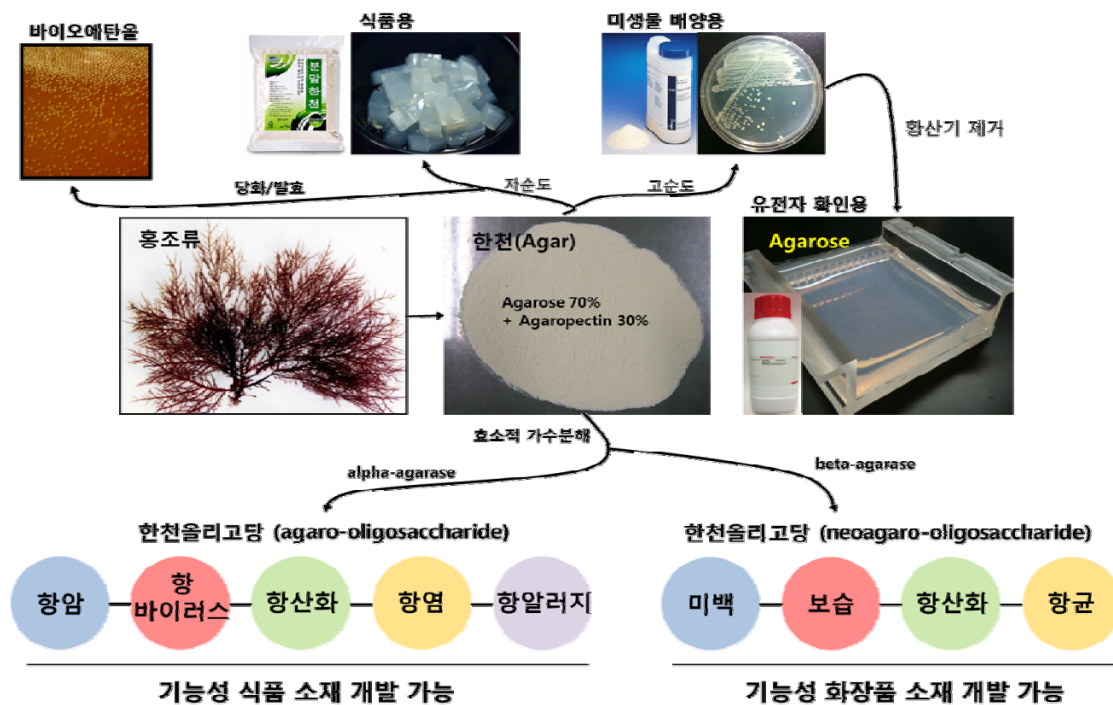 바이오에탄올
식품용
미생물 배양용
분말한천
황산기 제거
당화/발효
저순도
고순도
유전자 확인용
홍조류
한천(Agar)
Agarose
Agarose 70%
+ Agaropectin 30%
효소적 가수분해
alpha-agarase
beta-agarase
한천올리고당 (agaro-oligosaccharide)
한천올리고당 (neoagaro-oligosaccharide)
항암
항
바이러스
항산화
항염
항알러지
미백
보습
항산화
항균
기능성 식품 소재 개발 가능
기능성 화장품 소재 개발 가능